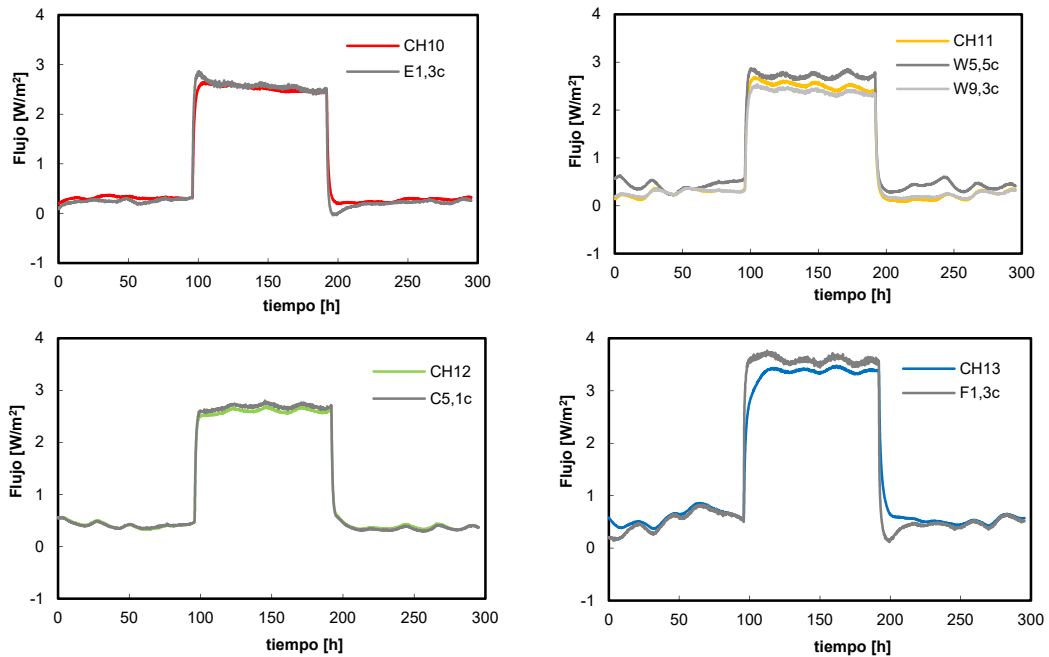 4
3
2
1
0
-1
Flujo [W/m²]
CH10
E1,3c
0 50 100 150 200 250 300
tiempo [h]
4
3
2
1
0
-1
Flujo [W/m²]
CH11
W5,5c
W9,3c
0 50 100 150 200 250 300
tiempo [h]
4
3
2
1
0
-1
Flujo [W/m²]
CH12
C5,1c
0 50 100 150 200 250 300
tiempo [h]
4
3
2
1
0
-1
Flujo [W/m²]
CH13
F1,3c
0 50 100 150 200 250 300
tiempo [h]